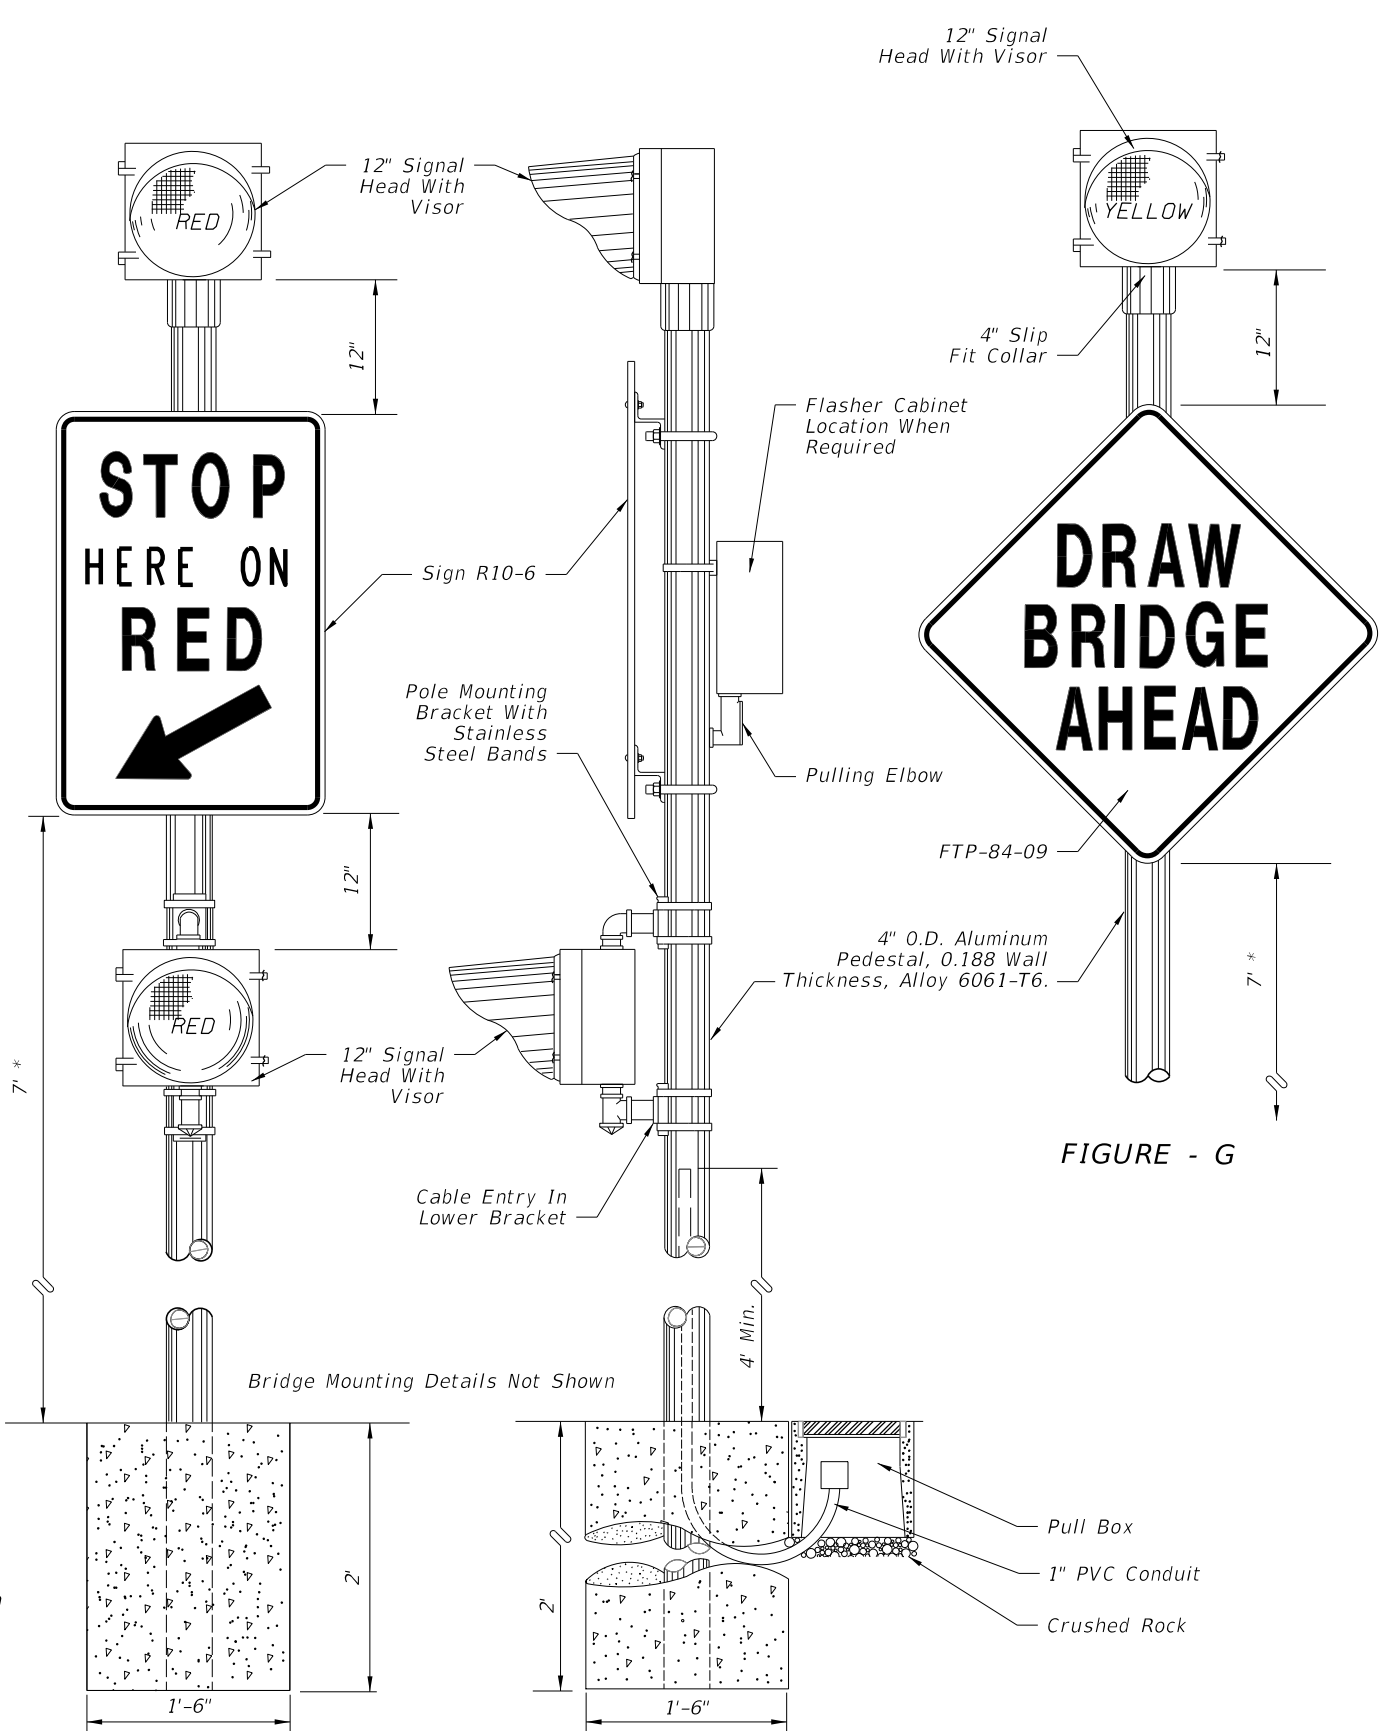 12" Signal
Head With Visor
12" Signal
Head With
Visor
RED
YELLOW
4" Slip
Fit Collar
12"
12"
Flasher Cabinet
Location When
Required
STOP
HERE ON
RED
Sign R10-6
DRAW
BRIDGE
AHEAD
Pole Mounting
Bracket With
Stainless
Steel Bands
Pulling Elbow
FTP-84-09
12"
4" O.D. Aluminum
Pedestal, 0.188 Wall
Thickness, Alloy 6061-T6.
7' *
RED
12" Signal
Head With
Visor
7' *
FIGURE - G
Cable Entry In
Lower Bracket
4' Min.
Bridge Mounting Details Not Shown
Pull Box
1" PVC Conduit
Crushed Rock
2'
2'
1'-6"
1'-6"